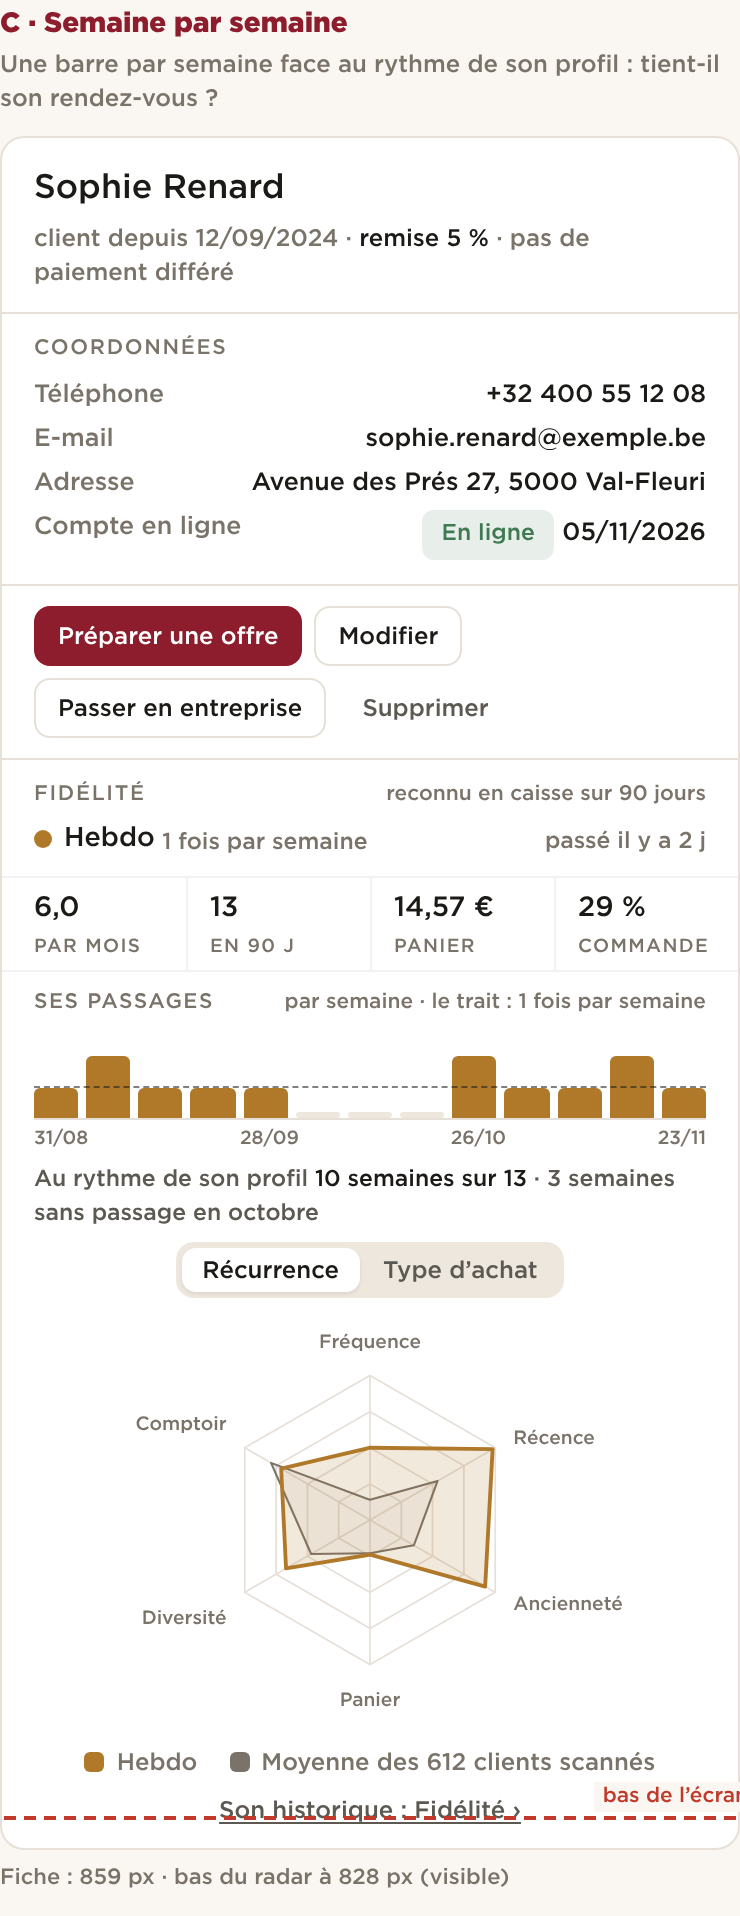 C · Semaine par semaine
Une barre par semaine face au rythme de son profil : tient-il
son rendez-vous ?
Sophie Renard
client depuis 12/09/2024 · remise 5 % · pas de
paiement différé
COORDONNÉES
Téléphone +32 400 55 12 08
E-mail sophie.renard@exemple.be
Adresse Avenue des Prés 27, 5000 Val-Fleuri
Compte en ligne En ligne 05/11/2026
Préparer une offre Modifier
Passer en entreprise Supprimer
FIDÉLITÉ reconnu en caisse sur 90 jours
Hebdo 1 fois par semaine passé il y a 2 j
6,0 13 14,57 € 29 %
PAR MOIS EN 90 J PANIER COMMANDE
SES PASSAGES par semaine · le trait : 1 fois par semaine
31/08 28/09 26/10 23/11
Au rythme de son profil 10 semaines sur 13 · 3 semaines
sans passage en octobre
Récurrence Type d’achat
Fréquence
Comptoir
Récence
Ancienneté
Diversité
Panier
Hebdo Moyenne des 612 clients scannés
bas de l’écran
Son historique : Fidélité ›
Fiche : 859 px · bas du radar à 828 px (visible)